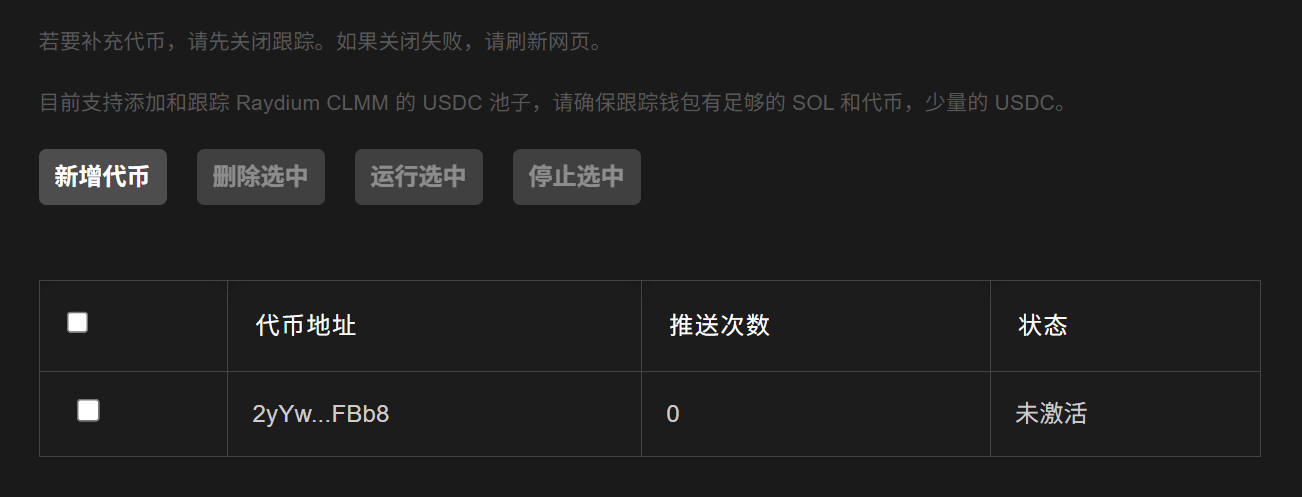 若要补充代币，请先关闭跟踪。如果关闭失败，请刷新网页。
目前支持添加和跟踪 Raydium CLMM 的 USDC 池子，请确保跟踪钱包有足够的 SOL 和代币，少量的 USDC。
新增代币 删除选中 运行选中 停止选中
代币地址 推送次数 状态
2yYw...FBb8 0 未激活